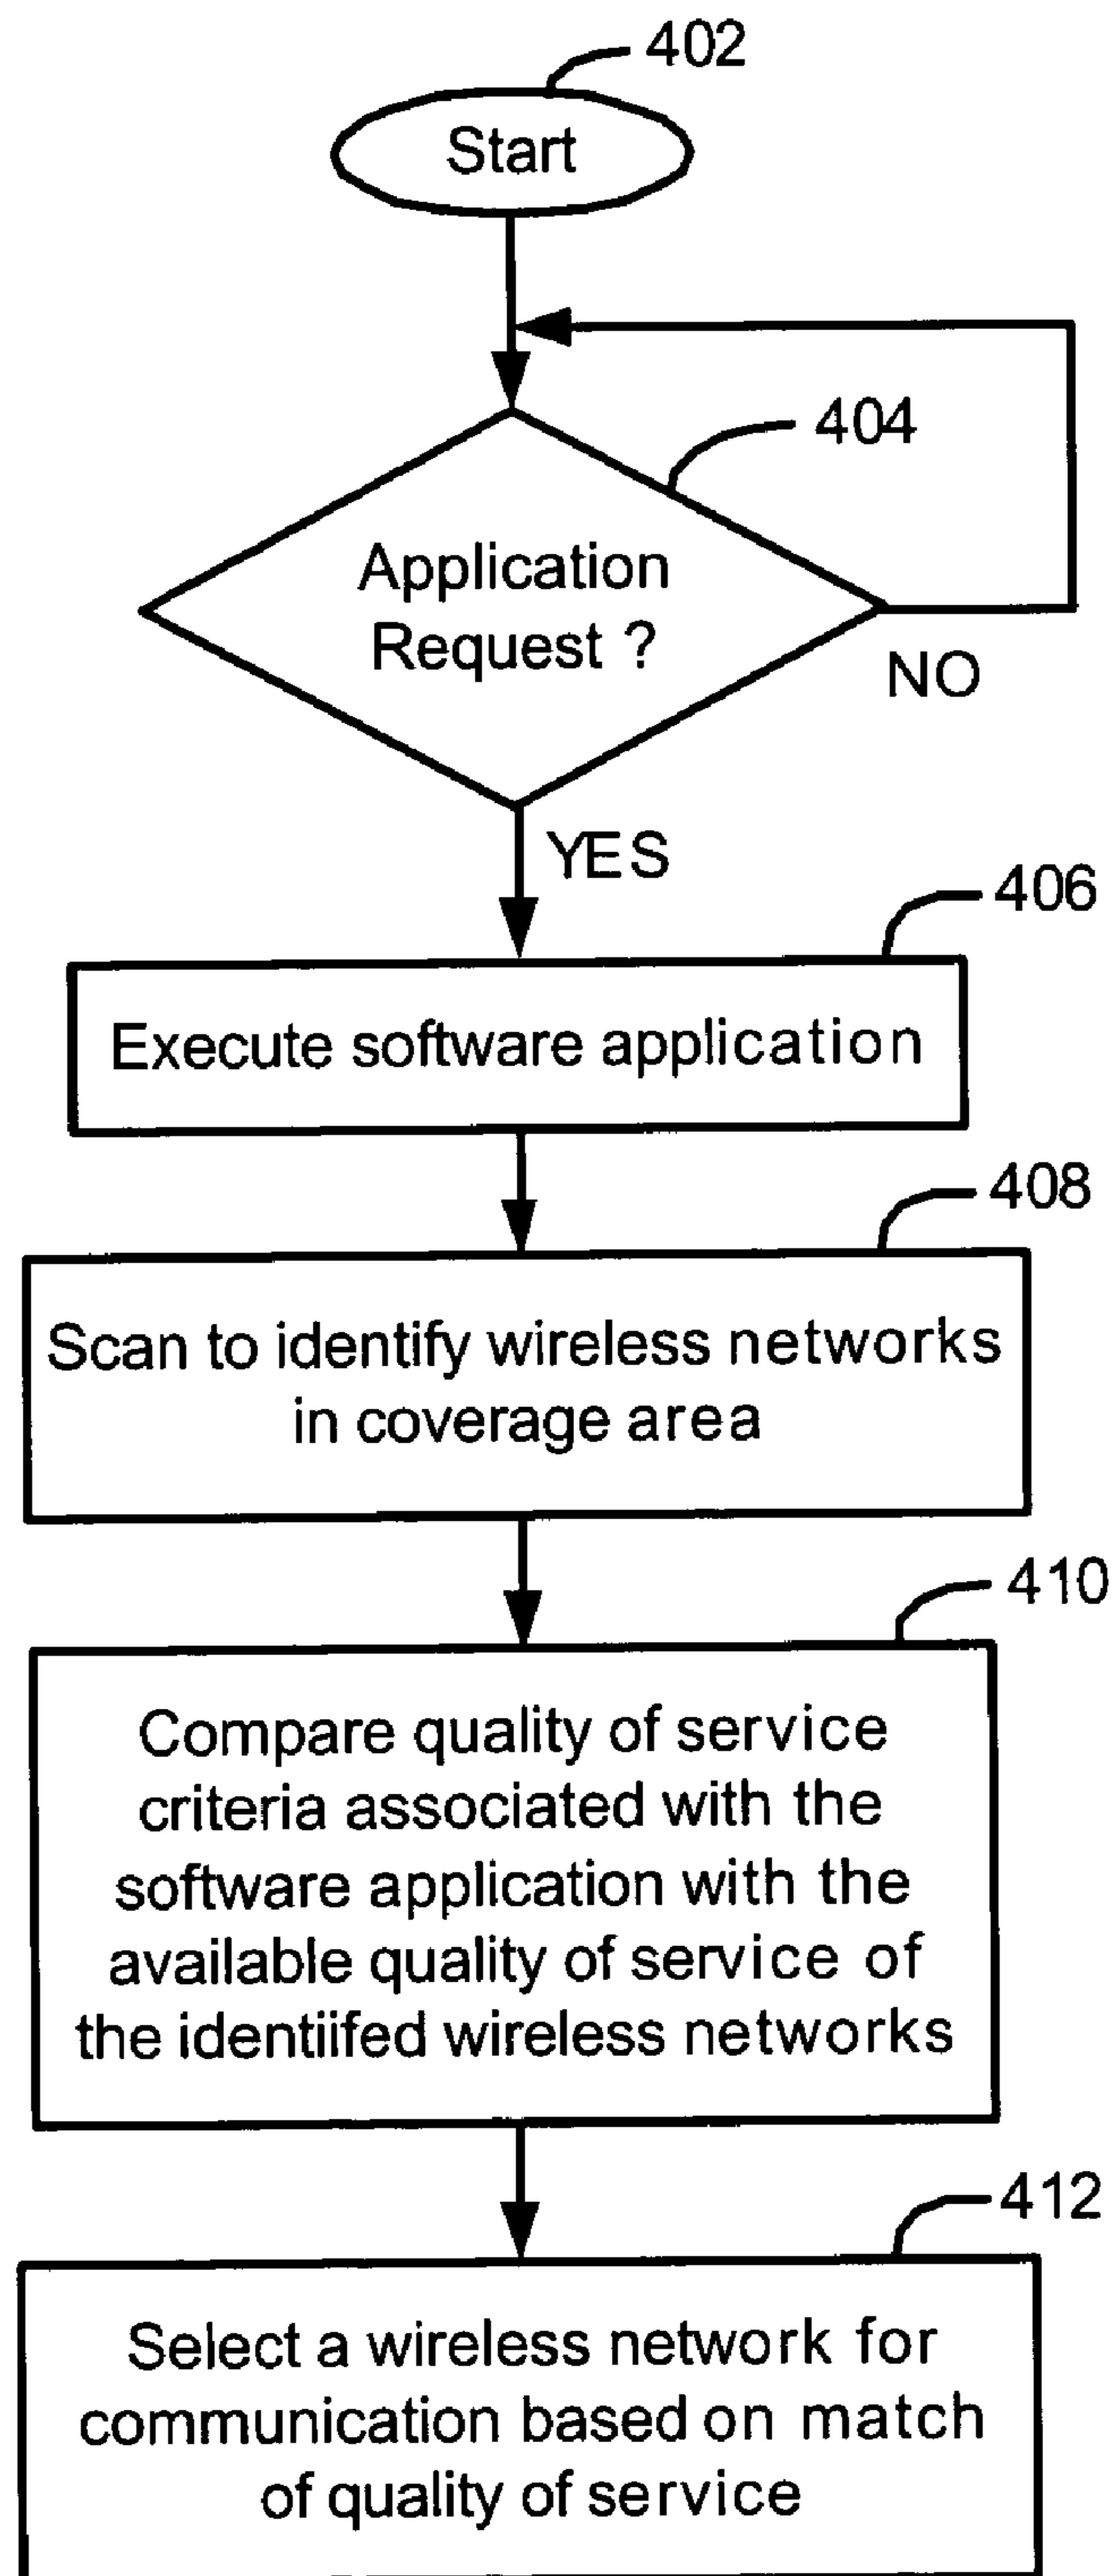 402
Start
404
Application
Request ?
NO
YES
406
Execute software application
408
Scan to identify wireless networks
in coverage area
410
Compare quality of service
criteria associated with the
software application with the
available quality of service of
the identiifed wireless networks
412
Select a wireless network for
communication based on match
of quality of service